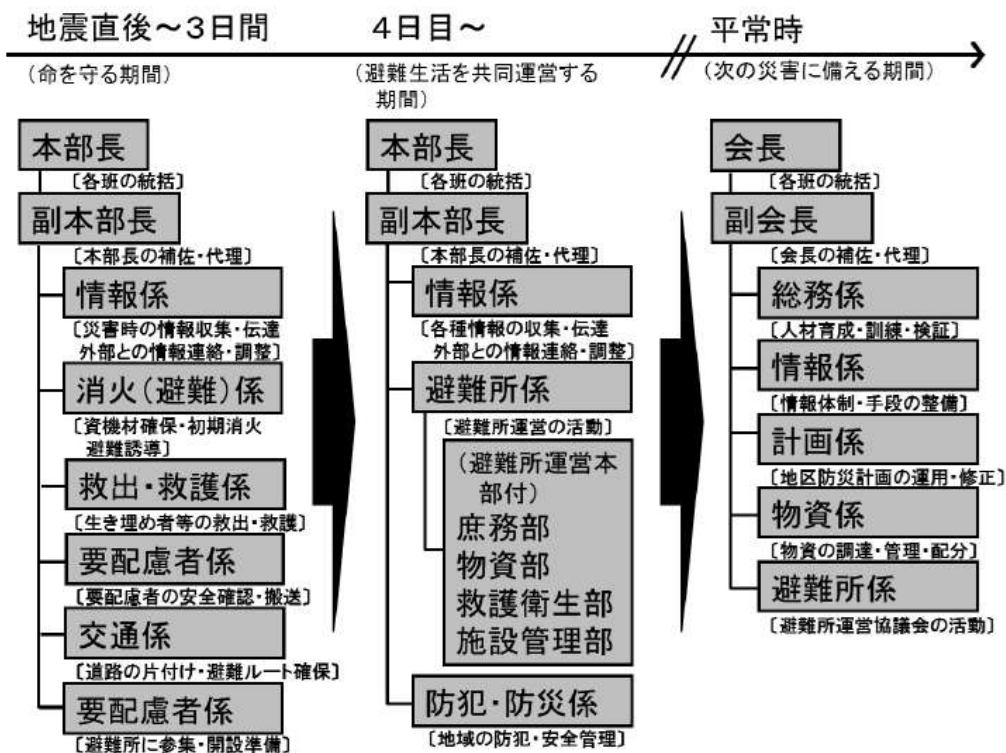 地震直後～3日間
(命を守る期間)
本部長
[各班の統括]
副本部長
[本部長の補佐・代理]
情報係
[災害時の情報収集・伝達
外部との情報連絡・調整]
消火(避難)係
[資機材確保・初期消火
避難誘導]
救出・救護係
[生き埋め者等の救出・救護]
要配慮者係
[要配慮者の安全確認・搬送]
交通係
[道路の片付け・避難ルート確保]
要配慮者係
[避難所に参集・開設準備]
4日目～
(避難生活を共同運営する
期間)
本部長
[各班の統括]
副本部長
[本部長の補佐・代理]
情報係
[各種情報の収集・伝達
外部との情報連絡・調整]
避難所係
[避難所運営の活動]
(避難所運営本
部付)
庶務部
物資部
救護衛生部
施設管理部
防犯・防災係
[地域の防犯・安全管理]
平常時
(次の災害に備える期間)
会長
[各班の統括]
副会長
[会長の補佐・代理]
総務係
[人材育成・訓練・検証]
情報係
[情報体制・手段の整備]
計画係
[地区防災計画の運用・修正]
物資係
[物資の調達・管理・配分]
避難所係
[避難所運営協議会の活動]